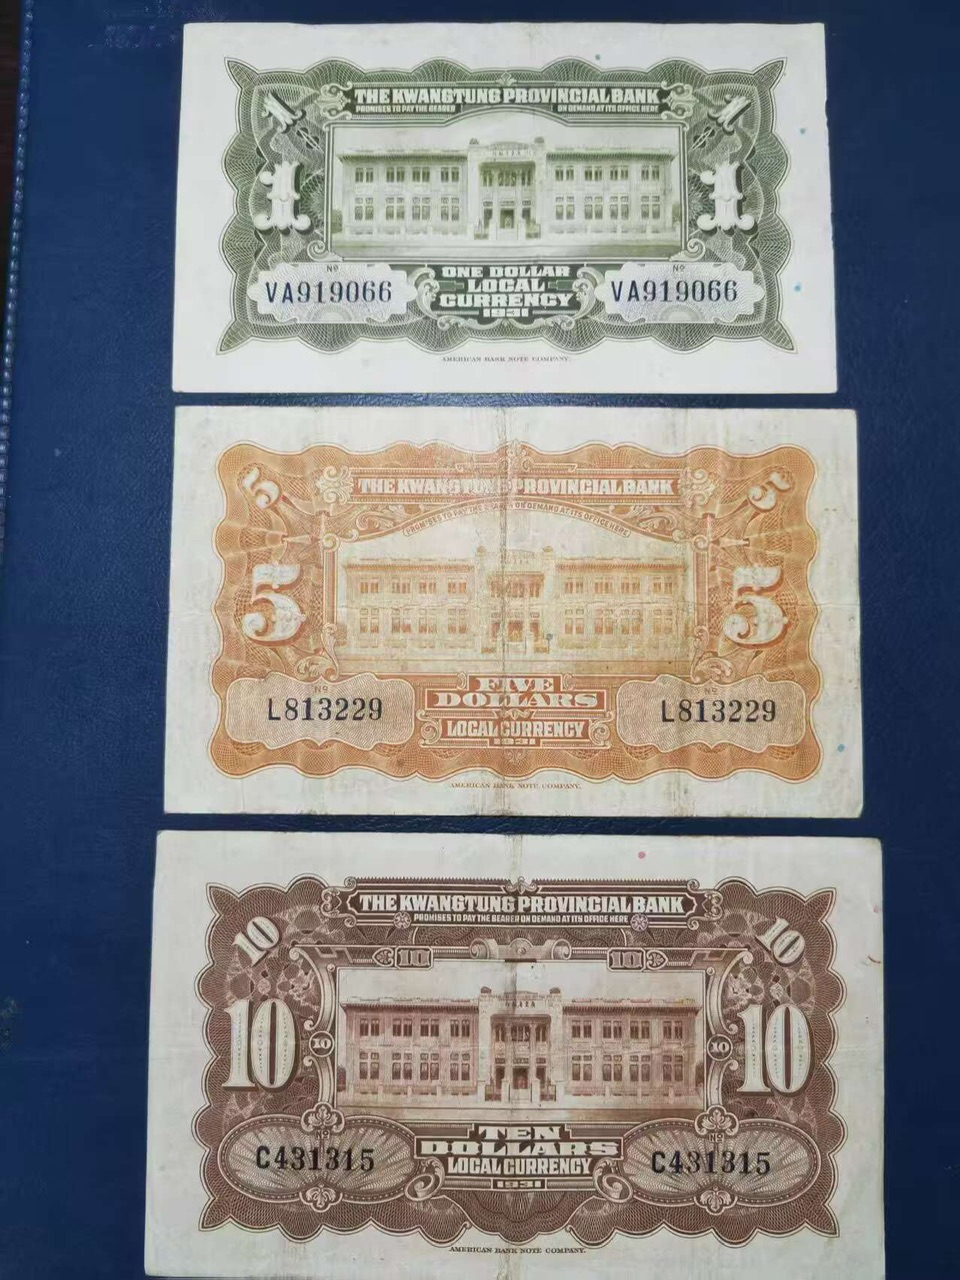 THE KWANGTUNG PROVINCIAL BANK
PROMISES TO PAY THE BEARER ON DEMAND AT ITS OFFICE HERE
1 1
1 1
Nº Nº
VA919066 VA919066
ONE DOLLAR
LOCAL
CURRENCY
1931
AMERICAN BANK NOTE COMPANY.
5 5
THE KWANGTUNG PROVINCIAL BANK
PROMISES TO PAY THE BEARER ON DEMAND AT ITS OFFICE HERE
5 5
Nº Nº
L813229 L813229
FIVE
DOLLARS
LOCAL CURRENCY
1931
AMERICAN BANK NOTE COMPANY.
THE KWANGTUNG PROVINCIAL BANK
PROMISES TO PAY THE BEARER ON DEMAND AT ITS OFFICE HERE
10 10
10 10
10 10
10 10
Nº Nº
C431315 C431315
TEN
DOLLARS
LOCAL CURRENCY
1931
AMERICAN BANK NOTE COMPANY.